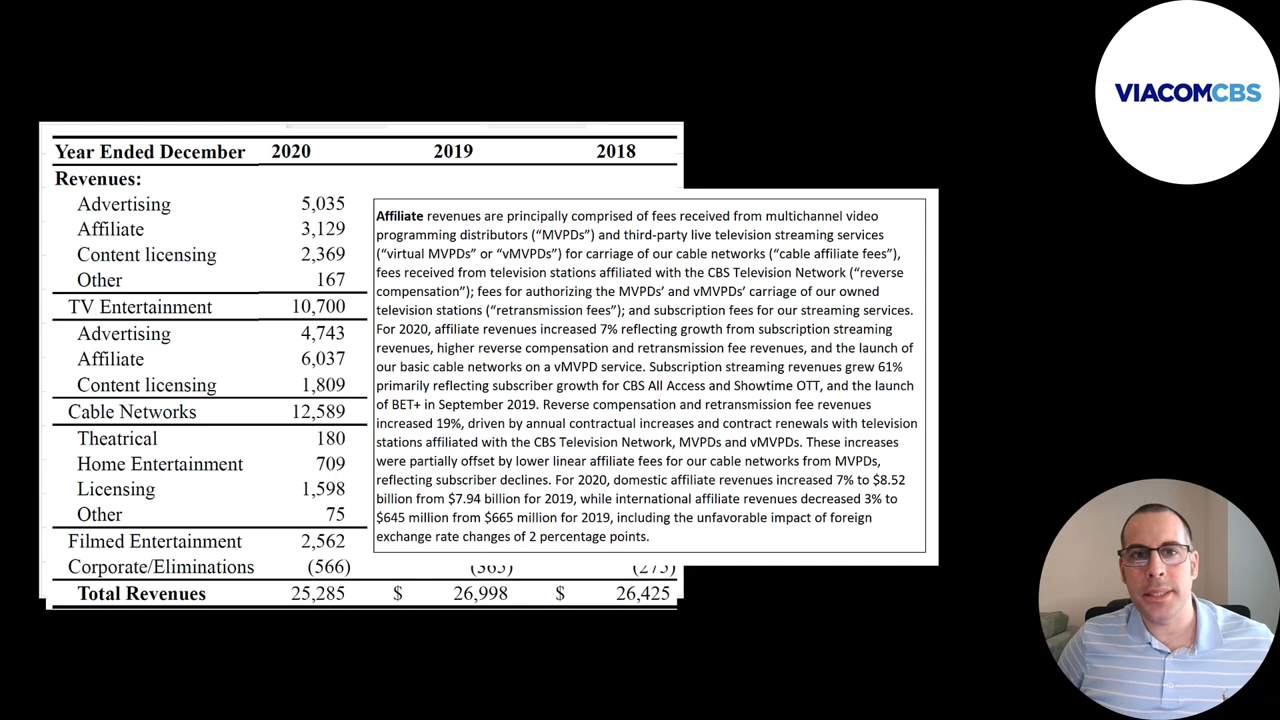 VIACOMCBS
Year Ended December 2020 2019 2018
Revenues:
Advertising 5,035
Affiliate 3,129
Content licensing 2,369
Other 167
TV Entertainment 10,700
Advertising 4,743
Affiliate 6,037
Content licensing 1,809
Cable Networks 12,589
Theatrical 180
Home Entertainment 709
Licensing 1,598
Other 75
Filmed Entertainment 2,562
Corporate/Eliminations (566)
Total Revenues 25,285 $ 26,998 $ 26,425
Affiliate revenues are principally comprised of fees received from multichannel video
programming distributors (“MVPDs”) and third-party live television streaming services
(“virtual MVPDs” or “vMVPDs”) for carriage of our cable networks (“cable affiliate fees”),
fees received from television stations affiliated with the CBS Television Network (“reverse
compensation”); fees for authorizing the MVPDs’ and vMVPDs’ carriage of our owned
television stations (“retransmission fees”); and subscription fees for our streaming services.
For 2020, affiliate revenues increased 7% reflecting growth from subscription streaming
revenues, higher reverse compensation and retransmission fee revenues, and the launch of
our basic cable networks on a vMVPD service. Subscription streaming revenues grew 61%
primarily reflecting subscriber growth for CBS All Access and Showtime OTT, and the launch
of BET+ in September 2019. Reverse compensation and retransmission fee revenues
increased 19%, driven by annual contractual increases and contract renewals with television
stations affiliated with the CBS Television Network, MVPDs and vMVPDs. These increases
were partially offset by lower linear affiliate fees for our cable networks from MVPDs,
reflecting subscriber declines. For 2020, domestic affiliate revenues increased 7% to $8.52
billion from $7.94 billion for 2019, while international affiliate revenues decreased 3% to
$645 million from $665 million for 2019, including the unfavorable impact of foreign
exchange rate changes of 2 percentage points.